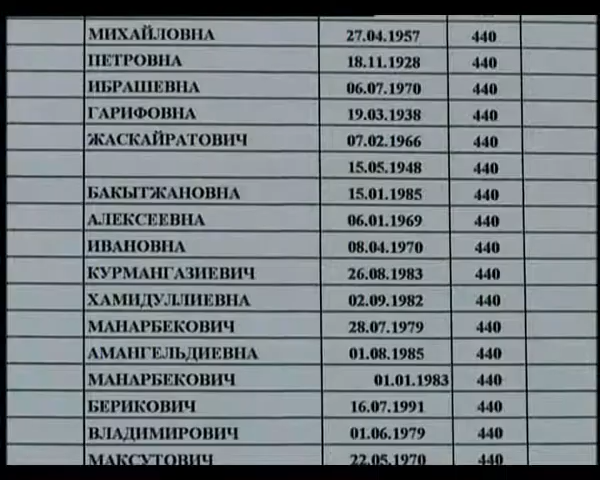 МИХАЙЛОВНА 27.04.1957 440
ПЕТРОВНА 18.11.1928 440
ИБРАШЕВНА 06.07.1970 440
ГАРИФОВНА 19.03.1938 440
ЖАСКАЙРАТОВИЧ 07.02.1966 440
15.05.1948 440
БАКЫТЖАНОВНА 15.01.1985 440
АЛЕКСЕЕВНА 06.01.1969 440
ИВАНОВНА 08.04.1970 440
КУРМАНГАЗИЕВИЧ 26.08.1983 440
ХАМИДУЛЛИЕВНА 02.09.1982 440
МАНАРБЕКОВИЧ 28.07.1979 440
АМАНГЕЛЬДИЕВНА 01.08.1985 440
МАНАРБЕКОВИЧ 01.01.1983 440
БЕРИКОВИЧ 16.07.1991 440
ВЛАДИМИРОВИЧ 01.06.1979 440
МАКСУТОВИЧ 22.05.1970 440